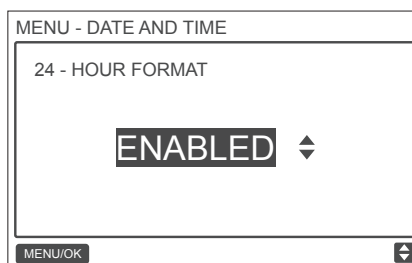 MENU - DATE AND TIME
24 - HOUR FORMAT
ENABLED
MENU/OK